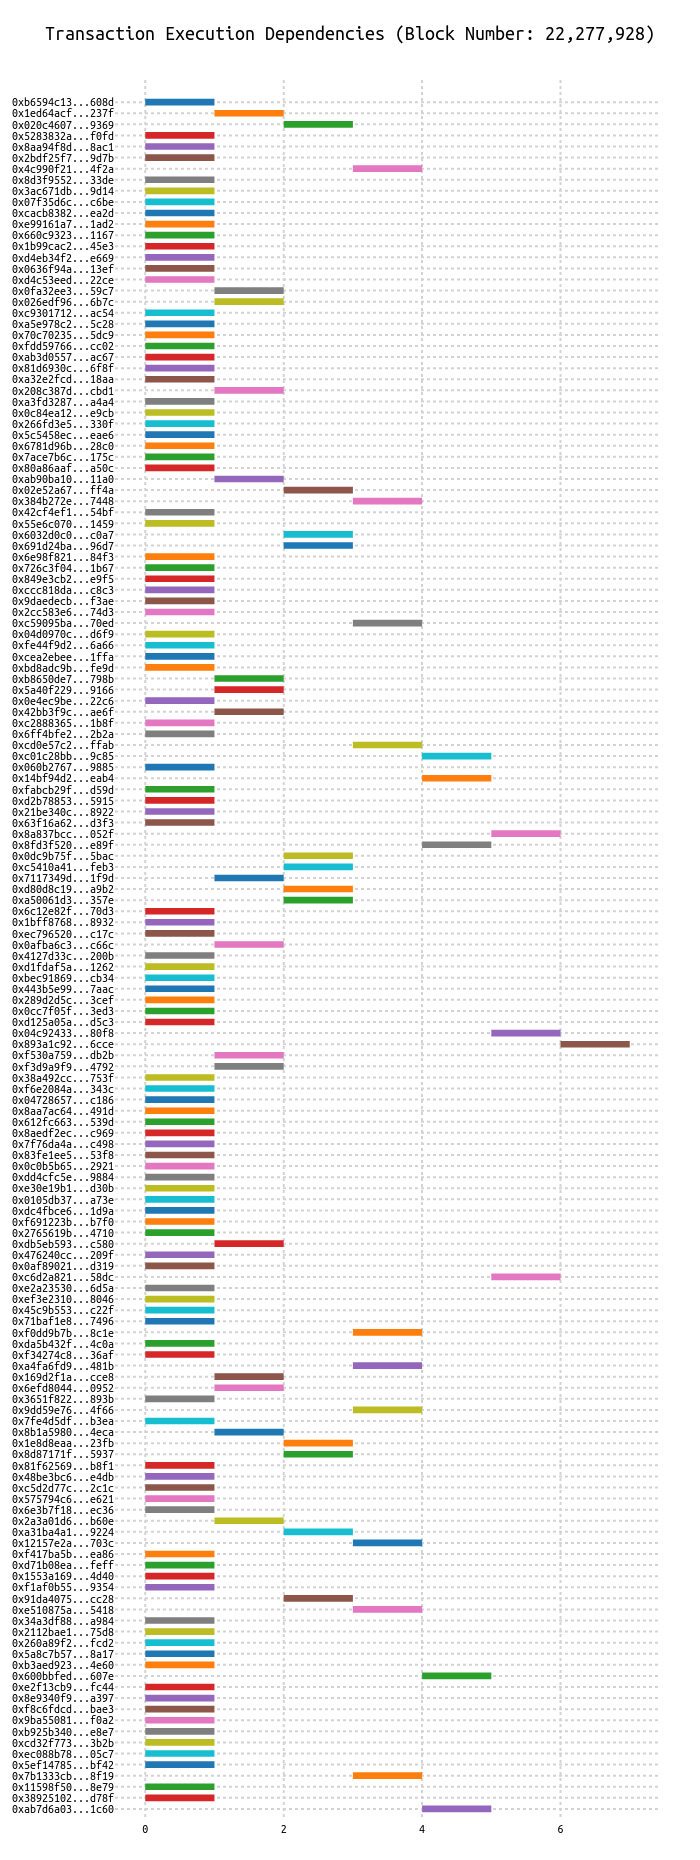 Transaction Execution Dependencies (Block Number: 22,277,928)
0xb6594c13...608d
0x1ed64acf...237f
0x020c4607...9369
0x5283832a...f0fd
0x8aa94f8d...8ac1
0x2bdf25f7...9d7b
0x4c990f21...4f2a
0x8d3f9552...33de
0x3ac671db...9d14
0x07f35d6c...c6be
0xcacb8382...ea2d
0xe99161a7...1ad2
0x660c9323...1167
0x1b99cac2...45e3
0xd4eb34f2...e669
0x0636f94a...13ef
0xd4c53eed...22ce
0x0fa32ee3...59c7
0x026edf96...6b7c
0xc9301712...ac54
0xa5e978c2...5c28
0x70c70235...5dc9
0xfdd59766...cc02
0xab3d0557...ac67
0x81d6930c...6f8f
0xa32e2fcd...18aa
0x208c387d...cbd1
0xa3fd3287...a4a4
0x0c84ea12...e9cb
0x266fd3e5...330f
0x5c5458ec...eae6
0x6781d96b...28c0
0x7ace7b6c...175c
0x80a86aaf...a50c
0xab90ba10...11a0
0x02e52a67...ff4a
0x384b272e...7448
0x42cf4ef1...54bf
0x55e6c070...1459
0x6032d0c0...c0a7
0x691d24ba...96d7
0x6e98f821...84f3
0x726c3f04...1b67
0x849e3cb2...e9f5
0xccc818da...c8c3
0x9daedecb...f3ae
0x2cc583e6...74d3
0xc59095ba...70ed
0x04d0970c...d6f9
0xfe44f9d2...6a66
0xcea2ebee...1ffa
0xbd8adc9b...fe9d
0xb8650de7...798b
0x5a40f229...9166
0x0e4ec9be...22c6
0x42bb3f9c...ae6f
0xc2888365...1b8f
0x6ff4bfe2...2b2a
0xcd0e57c2...ffab
0xc01c28bb...9c85
0x060b2767...9885
0x14bf94d2...eab4
0xfabcb29f...d59d
0xd2b78853...5915
0x21be340c...8922
0x63f16a62...d3f3
0x8a837bcc...052f
0x8fd3f520...e89f
0x0dc9b75f...5bac
0xc5410a41...feb3
0x7117349d...1f9d
0xd80d8c19...a9b2
0xa50061d3...357e
0x6c12e82f...70d3
0x1bff8768...8932
0xec796520...c17c
0x0afba6c3...c66c
0x4127d33c...200b
0xd1fdaf5a...1262
0xbec91869...cb34
0x443b5e99...7aac
0x289d2d5c...3cef
0x0cc7f05f...3ed3
0xd125a05a...d5c3
0x04c92433...80f8
0x893a1c92...6cce
0xf530a759...db2b
0xf3d9a9f9...4792
0x38a492cc...753f
0xf6e2084a...343c
0x04728657...c186
0x8aa7ac64...491d
0x612fc663...539d
0x8aedf2ec...c969
0x7f76da4a...c498
0x83fe1ee5...53f8
0x0c0b5b65...2921
0xdd4cfc5e...9884
0xe30e19b1...d30b
0x0105db37...a73e
0xdc4fbce6...1d9a
0xf691223b...b7f0
0x2765619b...4710
0xdb5eb593...c580
0x476240cc...209f
0x0af89021...d319
0xc6d2a821...58dc
0xe2a23530...6d5a
0xef3e2310...8046
0x45c9b553...c22f
0x71baf1e8...7496
0xf0dd9b7b...8c1e
0xda5b432f...4c0a
0xf34274c8...36af
0xa4fa6fd9...481b
0x169d2f1a...cce8
0x6efd8044...0952
0x3651f822...893b
0x9dd59e76...4f66
0x7fe4d5df...b3ea
0x8b1a5980...4eca
0x1e8d8eaa...23fb
0x8d87171f...5937
0x81f62569...b8f1
0x48be3bc6...e4db
0xc5d2d77c...2c1c
0x575794c6...e621
0x6e3b7f18...ec36
0x2a3a01d6...b60e
0xa31ba4a1...9224
0x12157e2a...703c
0xf417ba5b...ea86
0xd71b08ea...feff
0x1553a169...4d40
0xf1af0b55...9354
0x91da4075...cc28
0xe510875a...5418
0x34a3df88...a984
0x2112bae1...75d8
0x260a89f2...fcd2
0x5a8c7b57...8a17
0xb3aed923...4e60
0x600bbfed...607e
0xe2f13cb9...fc44
0x8e9340f9...a397
0xf8c6fdcd...bae3
0x9ba55081...f0a2
0xb925b340...e8e7
0xcd32f773...3b2b
0xec088b78...05c7
0x5ef14785...bf42
0x7b1333cb...8f19
0x11598f50...8e79
0x38925102...d78f
0xab7d6a03...1c60
0 2 4 6